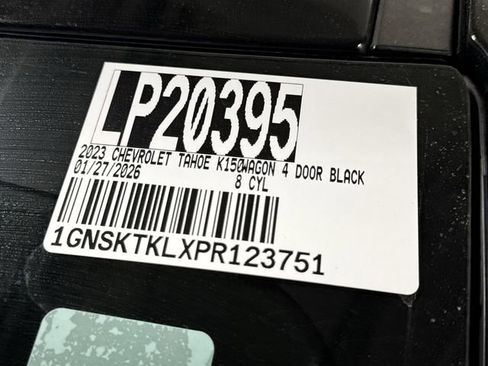 LP20395
2023 CHEVROLET TAHOE K150WAGON 4 DOOR BLACK
01/27/2026 8 CYL
1GNSKTKLXPR123751